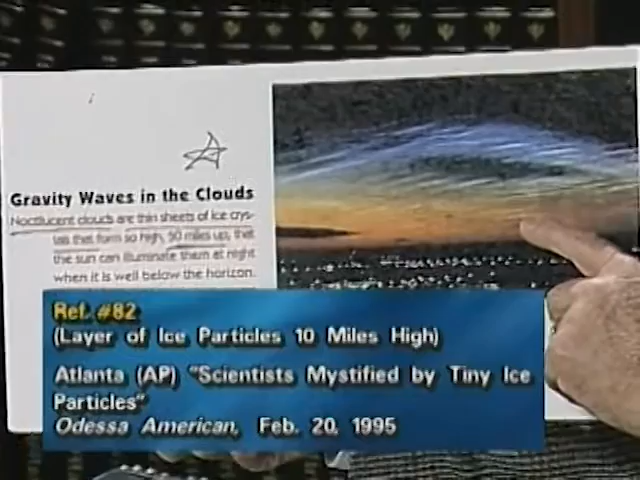 Gravity Waves in the Clouds
Noctilucent clouds are thin sheets of ice crys-
tals that form so high, 50 miles up, that
the sun can illuminate them at night
when it is well below the horizon.
Ref. #82
(Layer of Ice Particles 10 Miles High)
Atlanta (AP) "Scientists Mystified by Tiny Ice
Particles"
Odessa American, Feb. 20, 1995